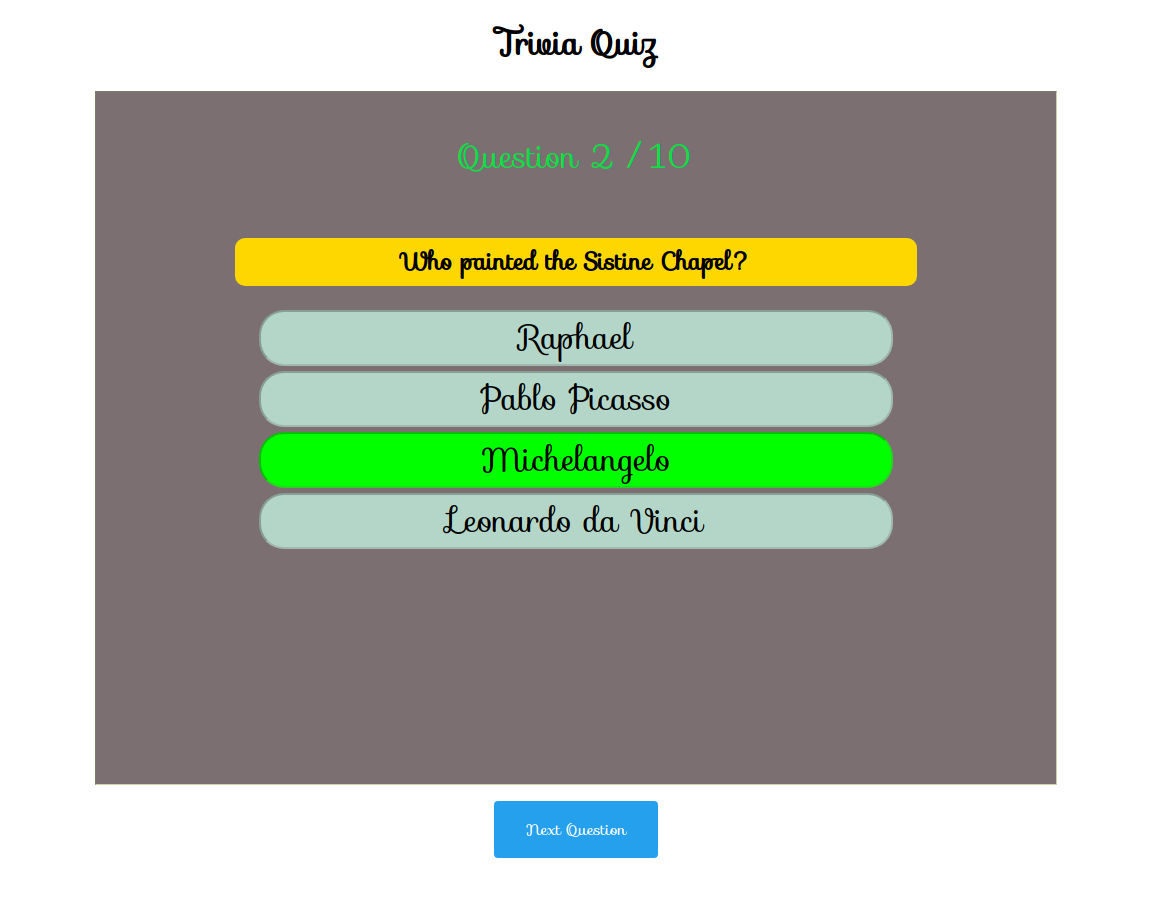 Trivia Quiz
Question 2 / 10
Who painted the Sistine Chapel?
Raphael
Pablo Picasso
Michelangelo
Leonardo da Vinci
Next Question